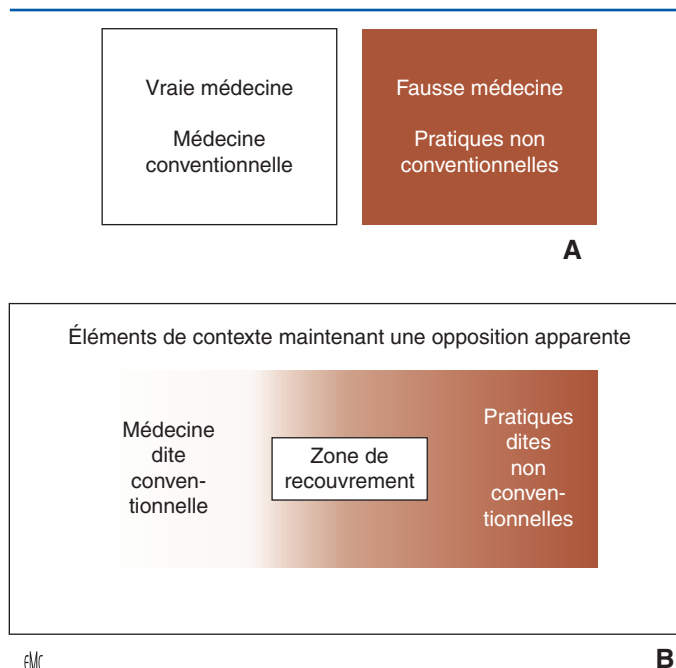 Vraie médecine
Médecine
conventionnelle
Fausse médecine
Pratiques non
conventionnelles
A
Éléments de contexte maintenant une opposition apparente
Médecine
dite
conven-
tionnelle
Zone de
recouvrement
Pratiques
dites
non
conven-
tionnelles
EMC
B